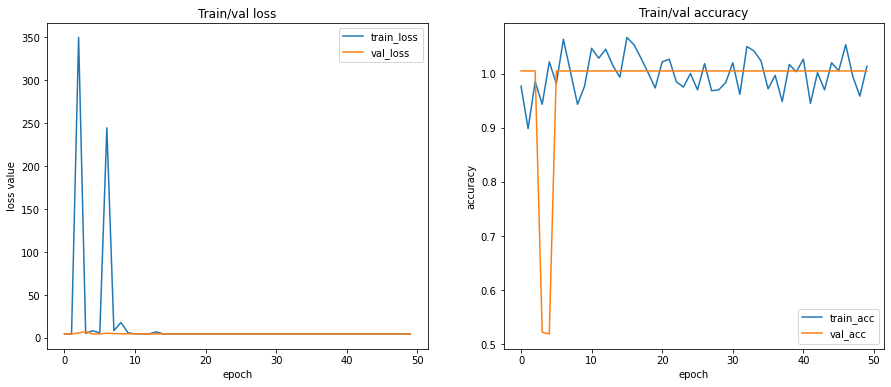 Train/val loss
350
300
250
200
150
100
50
0
loss value
0 10 20 30 40 50
epoch
train_loss
val_loss
Train/val accuracy
1.0
0.9
0.8
0.7
0.6
0.5
accuracy
0 10 20 30 40 50
epoch
train_acc
val_acc